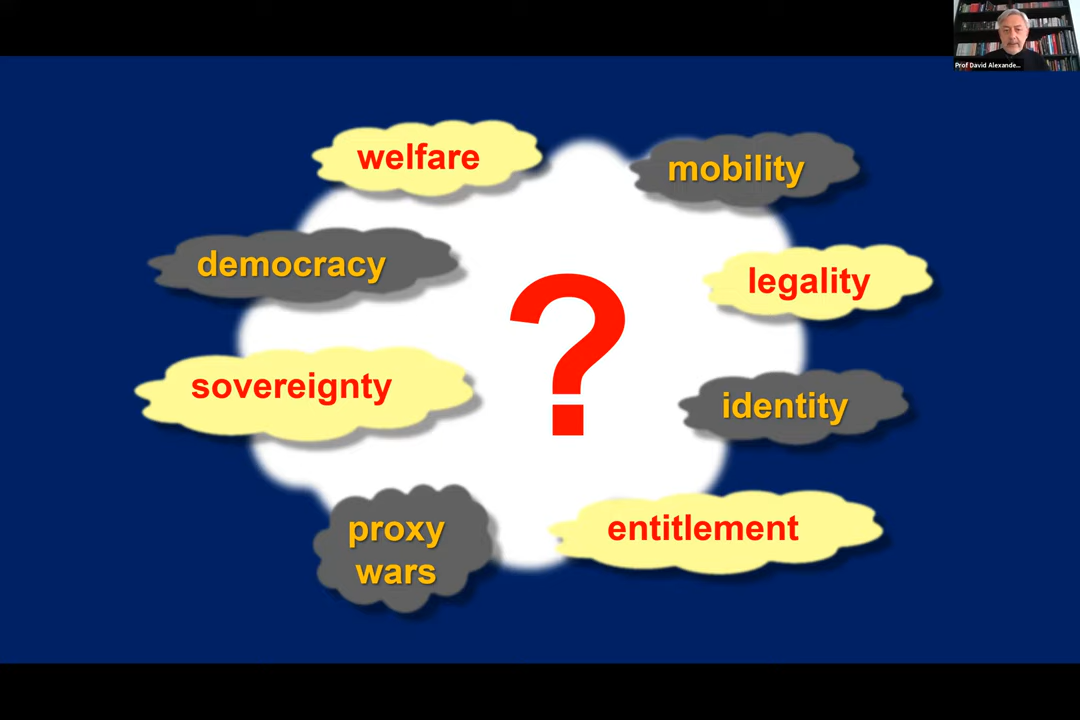 Prof David Alexande...
welfare
mobility
democracy
legality
?
sovereignty
identity
proxy
wars
entitlement